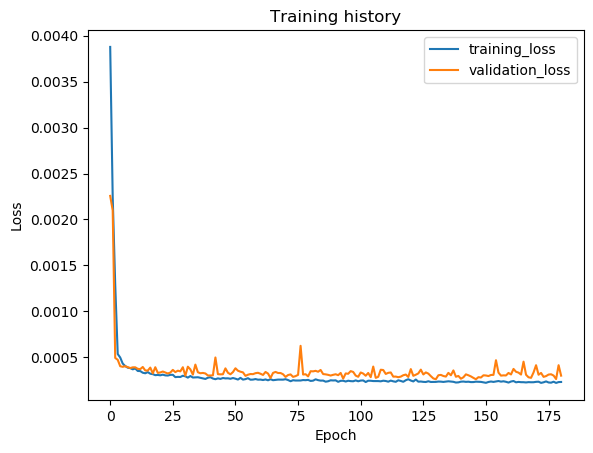 Training history
training_loss
validation_loss
0.0040
0.0035
0.0030
0.0025
0.0020
0.0015
0.0010
0.0005
Loss
0 25 50 75 100 125 150 175
Epoch